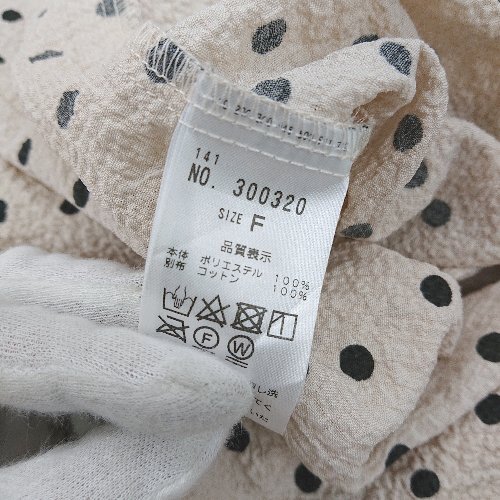 141
NO. 300320
SIZE F
品質表示
本体 ポリエステル 100%
別布 コットン 100%
F W